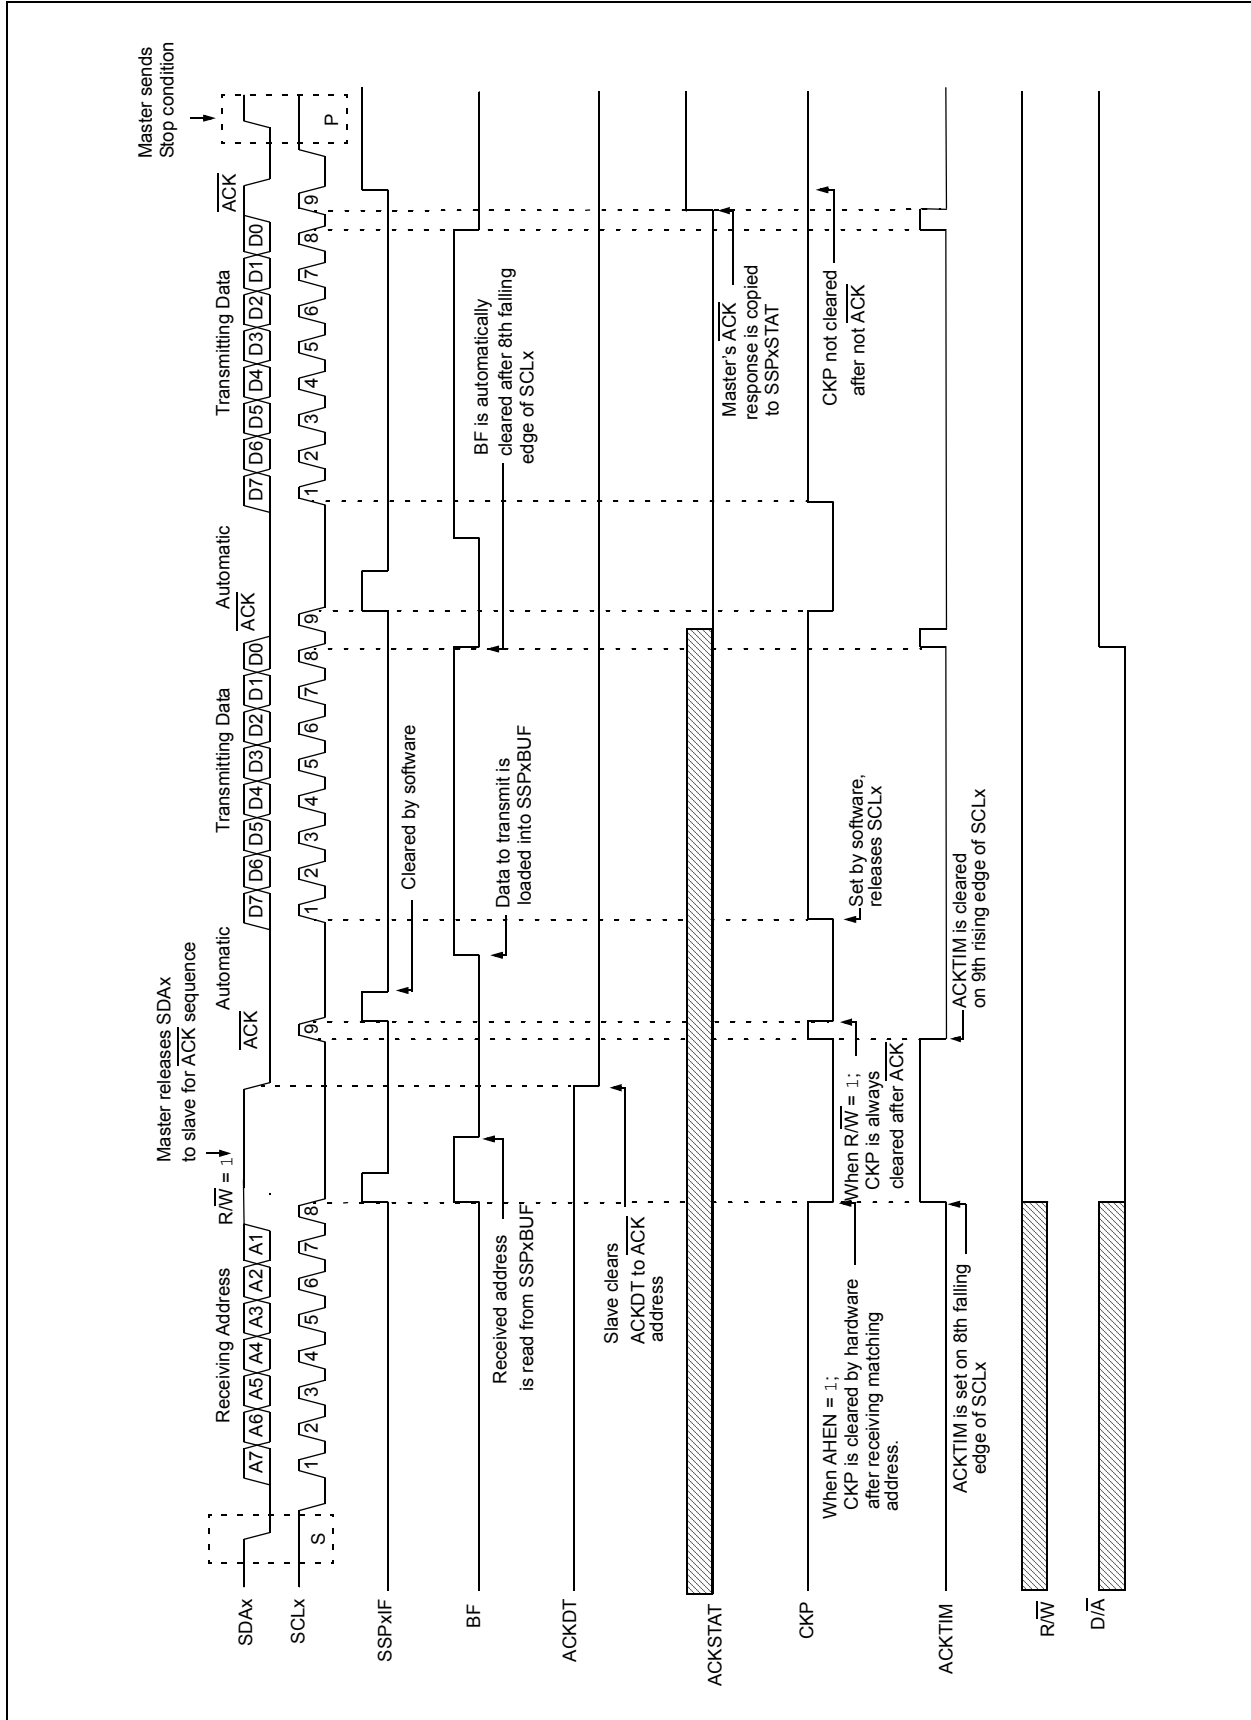 Master sends
Stop condition
Master releases SDAx
to slave for ACK sequence
Receiving Address
R/W = 1
ACK
Automatic
Transmitting Data
ACK
Automatic
Transmitting Data
ACK
SDAx
A7 A6 A5 A4 A3 A2 A1
D7 D6 D5 D4 D3 D2 D1 D0
D7 D6 D5 D4 D3 D2 D1 D0
SCLx
S
1 2 3 4 5 6 7 8 9
1 2 3 4 5 6 7 8 9
1 2 3 4 5 6 7 8 9
P
SSPxIF
Cleared by software
BF
Received address
is read from SSPxBUF
Data to transmit is
loaded into SSPxBUF
BF is automatically
cleared after 8th falling
edge of SCLx
ACKDT
Slave clears
ACKDT to ACK
address
ACKSTAT
Master's ACK
response is copied
to SSPxSTAT
CKP
When AHEN = 1;
CKP is cleared by hardware
after receiving matching
address.
When R/W = 1;
CKP is always
cleared after ACK
Set by software,
releases SCLx
CKP not cleared
after not ACK
ACKTIM
ACKTIM is set on 8th falling
edge of SCLx
ACKTIM is cleared
on 9th rising edge of SCLx
R/W
D/A